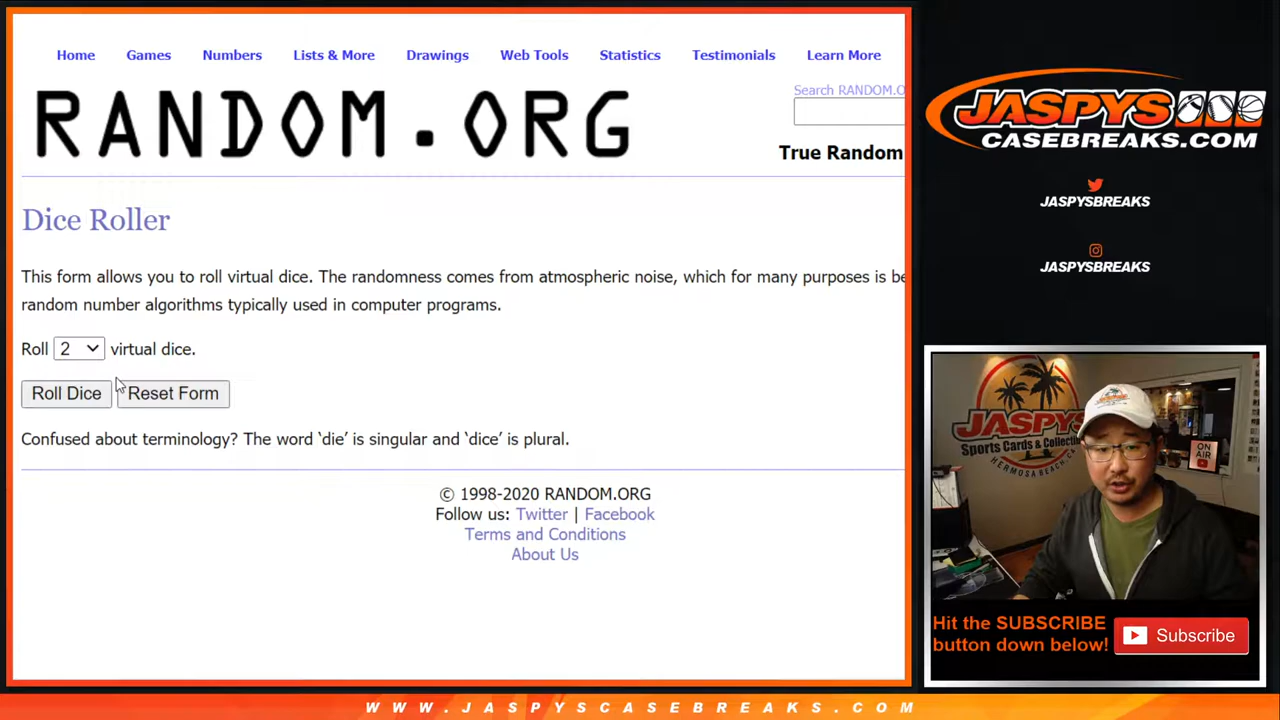 Home Games Numbers Lists & More Drawings Web Tools Statistics Testimonials Learn More
Search RANDOM.O
RANDOM.ORG
True Random
Dice Roller
This form allows you to roll virtual dice. The randomness comes from atmospheric noise, which for many purposes is be
random number algorithms typically used in computer programs.
Roll 2 virtual dice.
Roll Dice Reset Form
Confused about terminology? The word ‘die’ is singular and ‘dice’ is plural.
© 1998-2020 RANDOM.ORG
Follow us: Twitter | Facebook
Terms and Conditions
About Us
JASPYS
CASEBREAKS.COM
JASPYSBREAKS
JASPYSBREAKS
JASPYS
Sports Cards & Collecti
HERMOSA BEACH, CA
ON
AIR
Hit the SUBSCRIBE
button down below!
Subscribe
WWW.JASPYSCASEBREAKS.COM